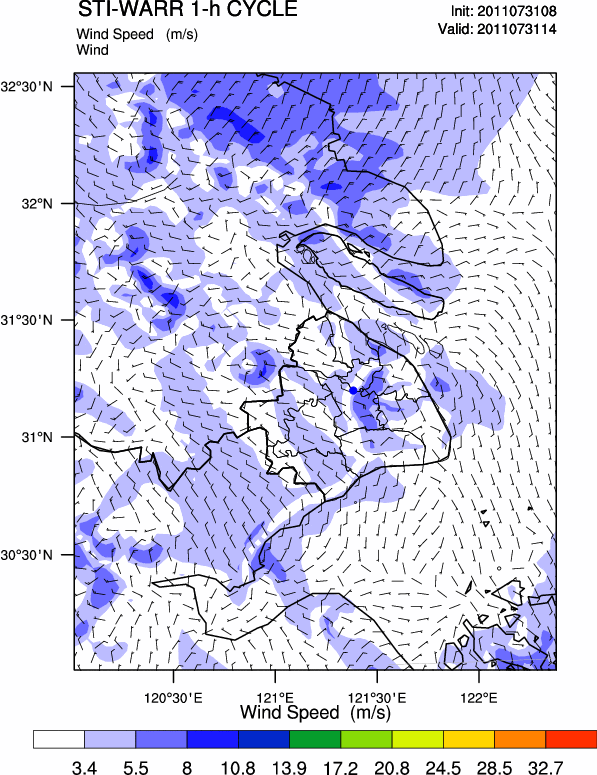 STI-WARR 1-h CYCLE
Init: 2011073108
Wind Speed (m/s)
Valid: 2011073114
Wind
32°30'N
32°N
31°30'N
31°N
30°30'N
120°30'E 121°E 121°30'E 122°E
Wind Speed (m/s)
3.4 5.5 8 10.8 13.9 17.2 20.8 24.5 28.5 32.7